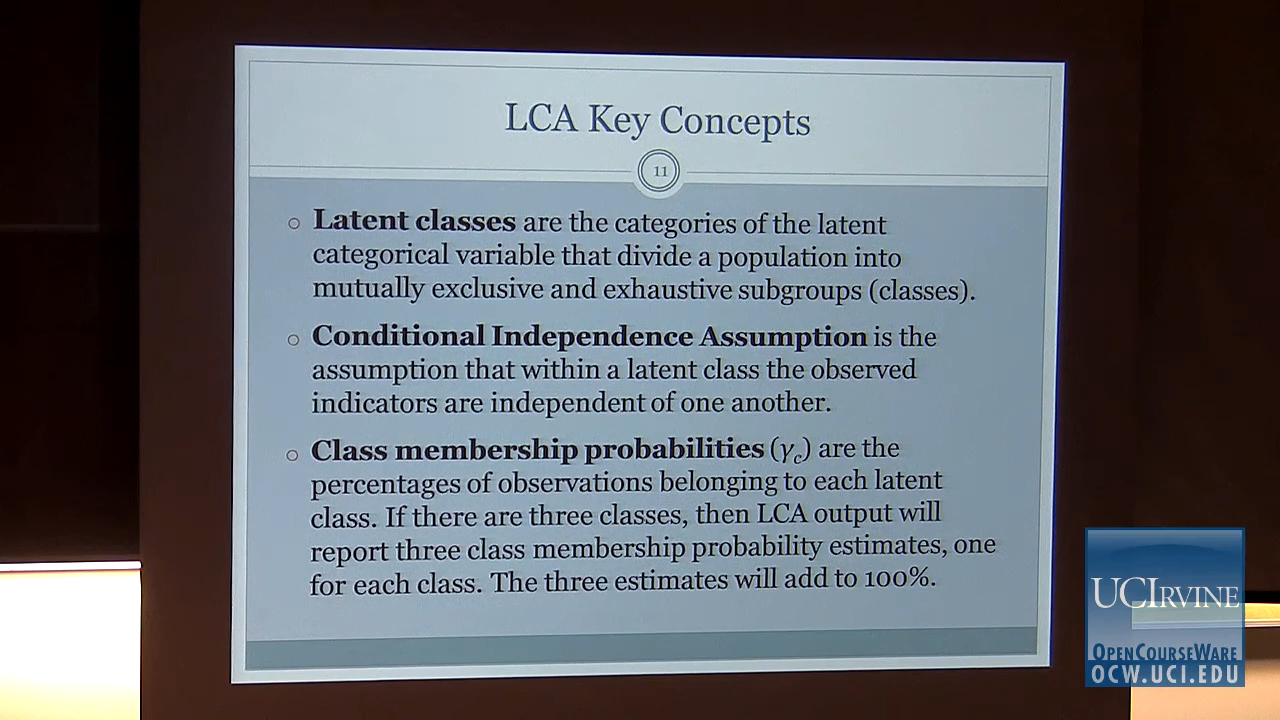 LCA Key Concepts
11
○ Latent classes are the categories of the latent
categorical variable that divide a population into
mutually exclusive and exhaustive subgroups (classes).
○ Conditional Independence Assumption is the
assumption that within a latent class the observed
indicators are independent of one another.
○ Class membership probabilities (γc) are the
percentages of observations belonging to each latent
class. If there are three classes, then LCA output will
report three class membership probability estimates, one
for each class. The three estimates will add to 100%.
UCIRVINE
OPENCOURSEWARE
OCW.UCI.EDU